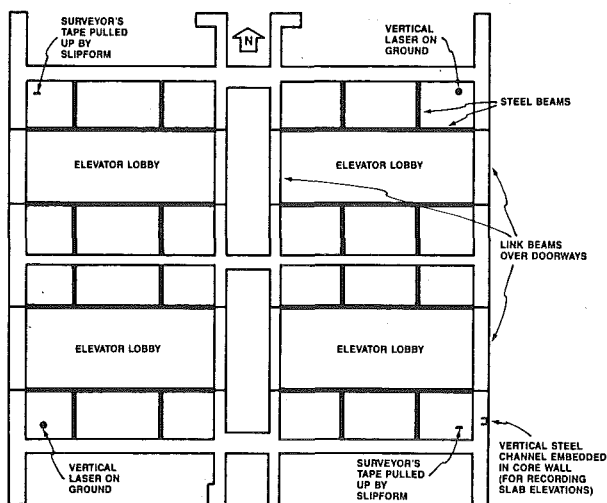 SURVEYOR'S
TAPE PULLED
UP BY
SLIPFORM
N
VERTICAL
LASER ON
GROUND
STEEL BEAMS
ELEVATOR LOBBY
ELEVATOR LOBBY
LINK BEAMS
OVER DOORWAYS
ELEVATOR LOBBY
ELEVATOR LOBBY
VERTICAL
LASER ON
GROUND
SURVEYOR'S
TAPE PULLED
UP BY
SLIPFORM
VERTICAL STEEL
CHANNEL EMBEDDED
IN CORE WALL
(FOR RECORDING
SLAB ELEVATIONS)